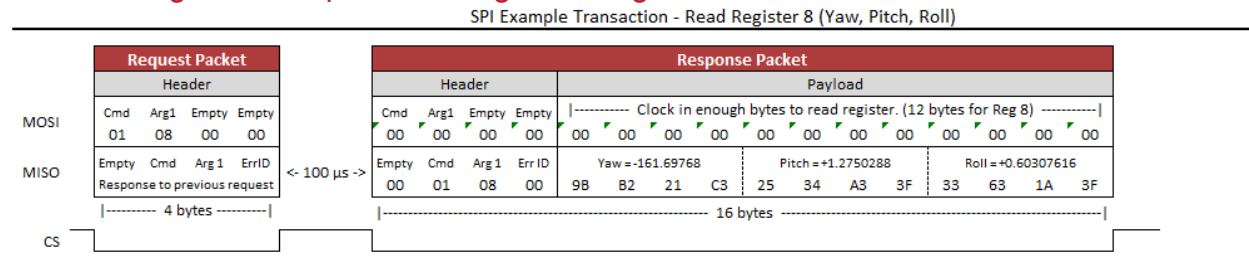 SPI Example Transaction - Read Register 8 (Yaw, Pitch, Roll)
Request Packet
Response Packet
Header
Header
Payload
MOSI
Cmd Arg1 Empty Empty
01 08 00 00
Cmd Arg1 Empty Empty
00 00 00 00
|----------- Clock in enough bytes to read register. (12 bytes for Reg 8) -----------|
00 00 00 00 00 00 00 00 00 00 00 00
MISO
Empty Cmd Arg 1 ErrID
Response to previous request
<- 100 µs ->
Empty Cmd Arg 1 Err ID
00 01 08 00
Yaw = -161.69768
9B B2 21 C3
Pitch = +1.2750288
25 34 A3 3F
Roll = +0.60307616
33 63 1A 3F
|---------- 4 bytes ----------|
|---------- 16 bytes ----------|
CS